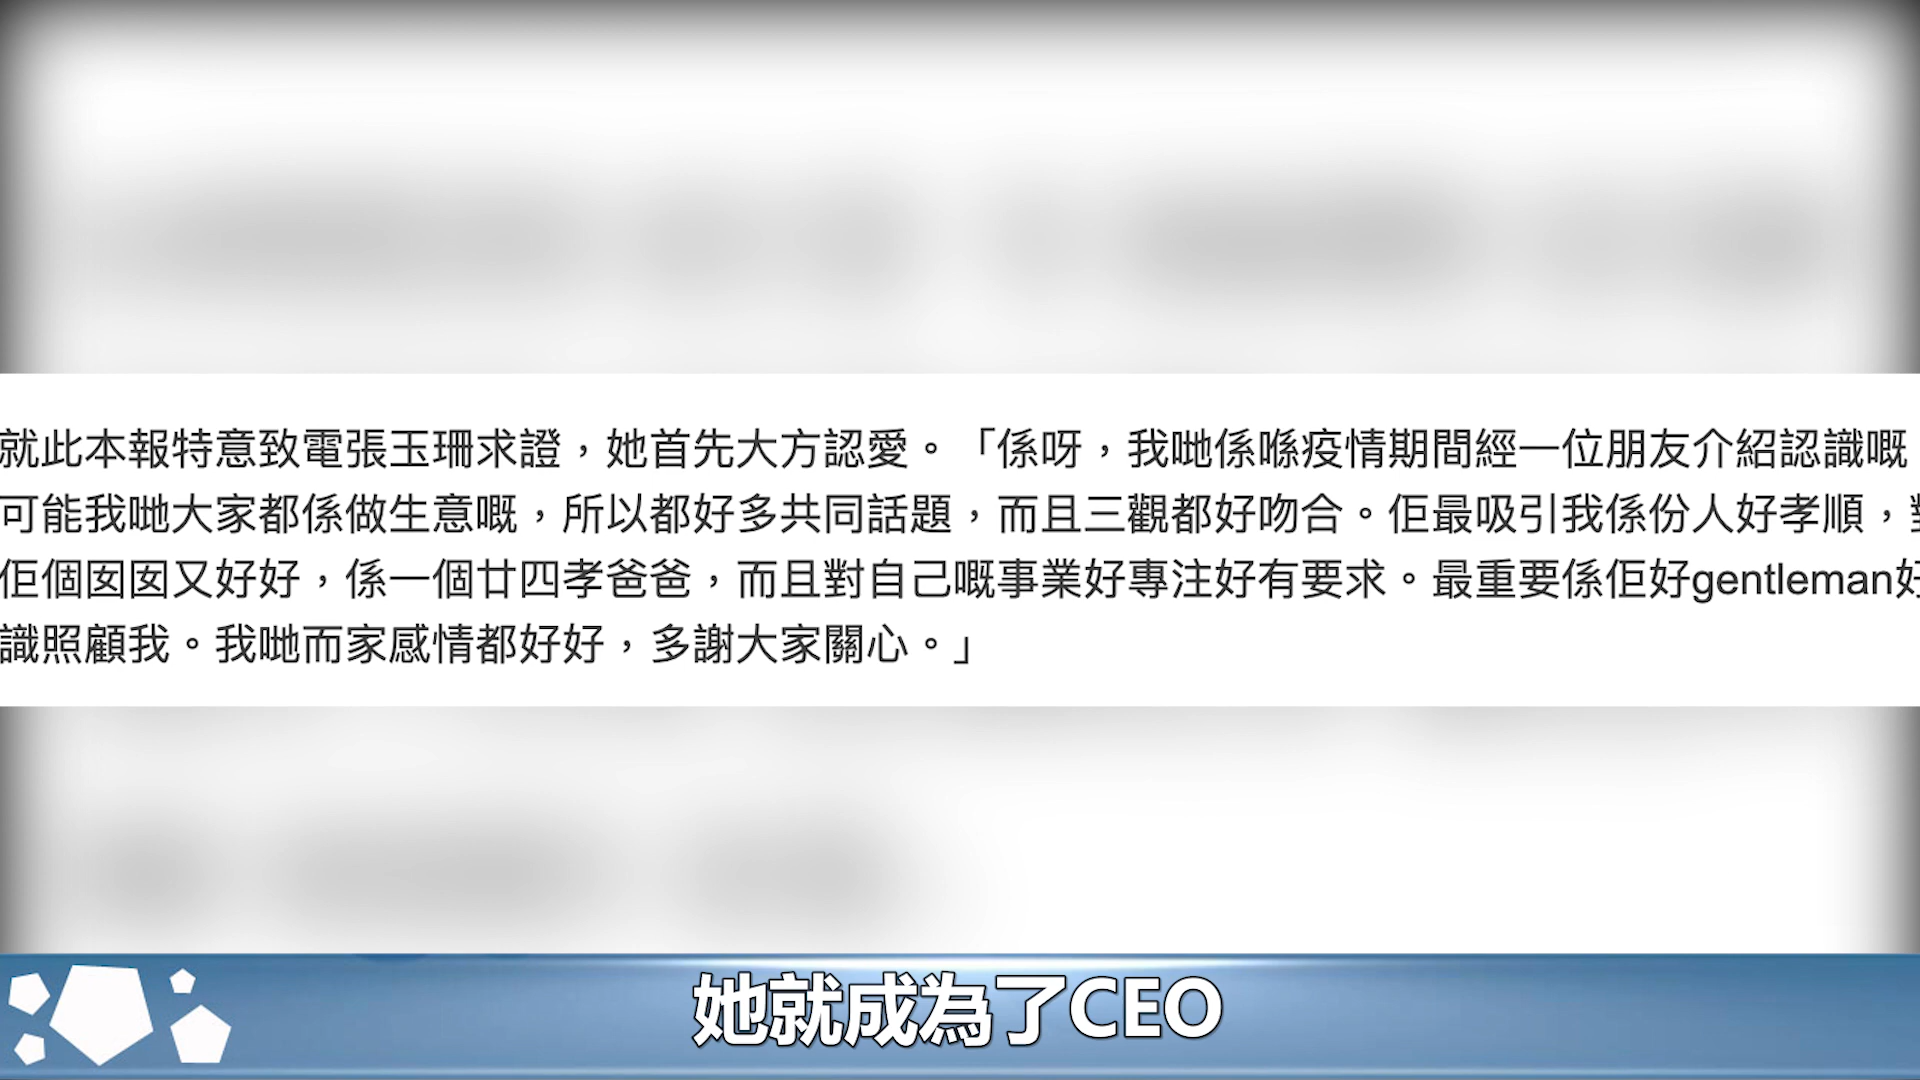 就此本報特意致電張玉珊求證，她首先大方認愛。「係呀，我哋係喺疫情期間經一位朋友介紹認識嘅
可能我哋大家都係做生意嘅，所以都好多共同話題，而且三觀都好吻合。佢最吸引我係份人好孝順，
佢個囡囡又好好，係一個廿四孝爸爸，而且對自己嘅事業好專注好有要求。最重要係佢好gentleman好
識照顧我。我哋而家感情都好好，多謝大家關心。」
她就成為了CEO